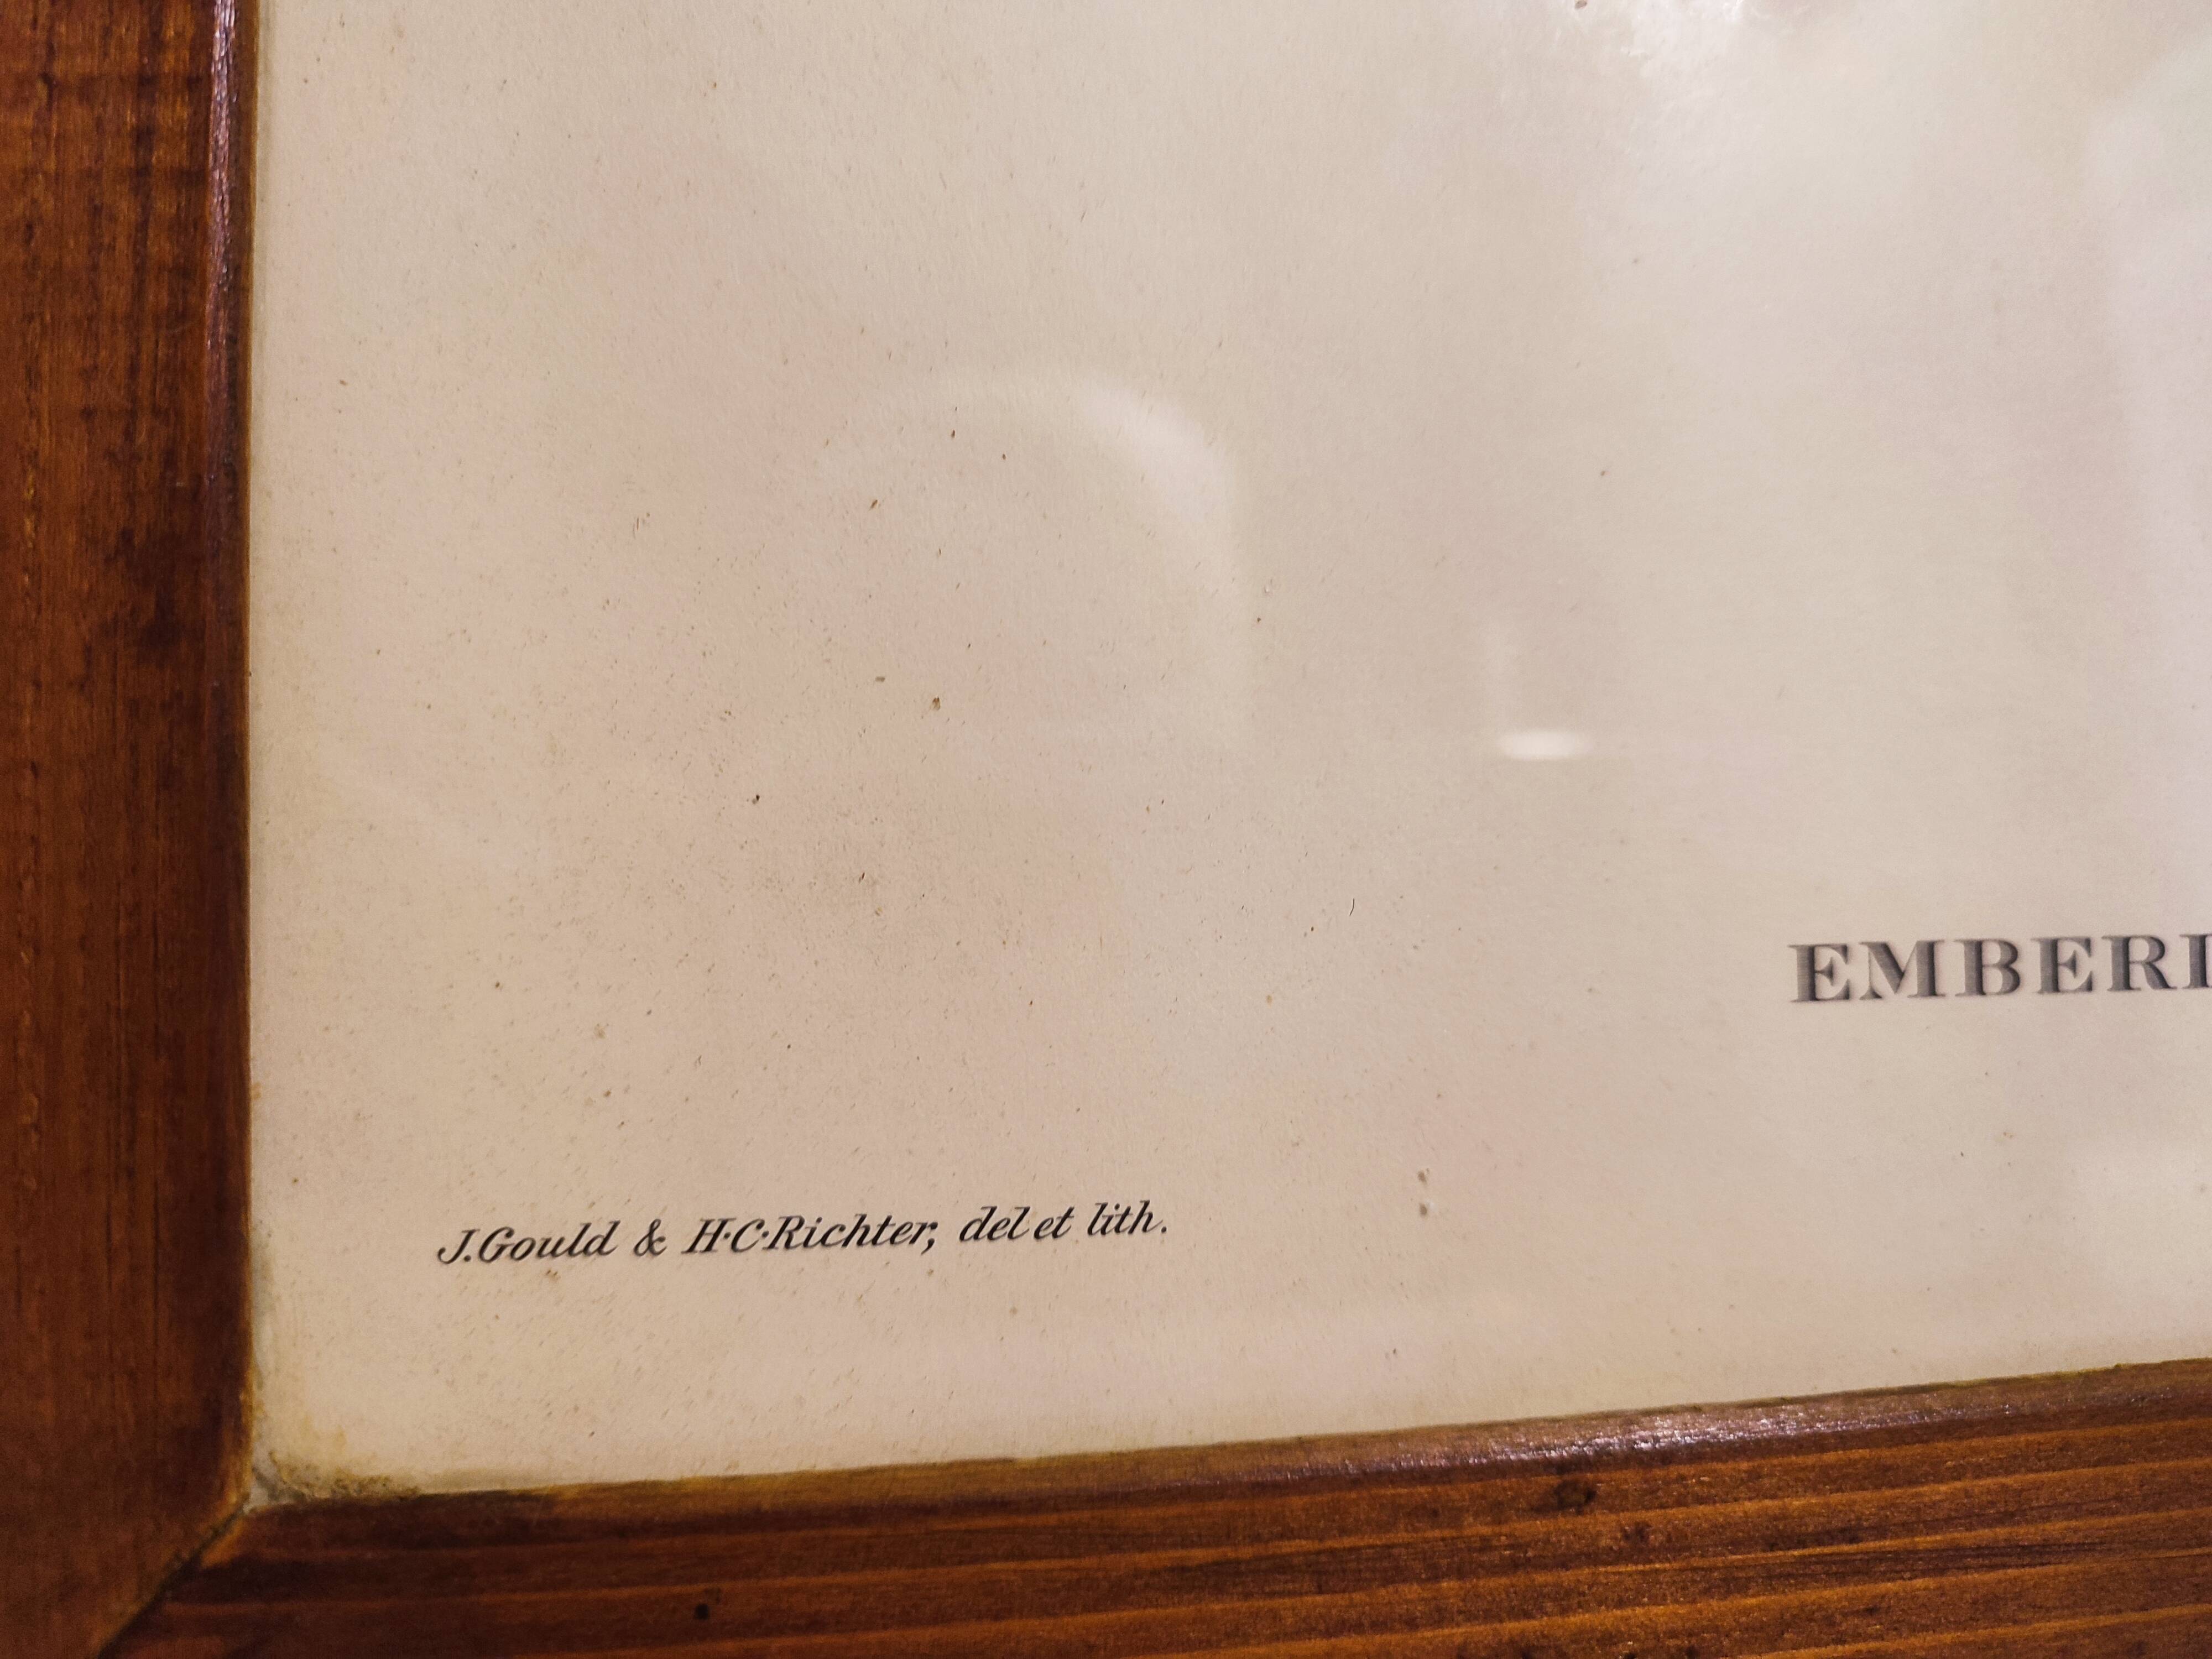 EMBERI
J. Gould & H. C. Richter, del et lith.